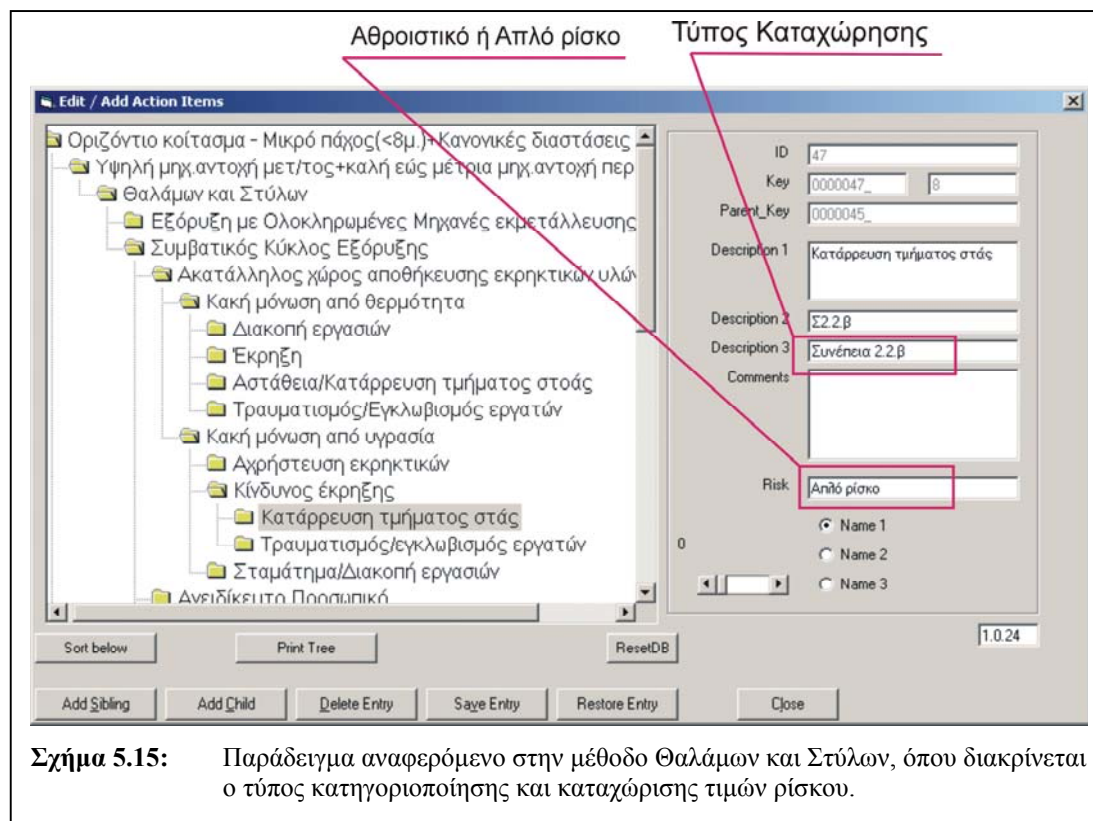 Αθροιστικό ή Απλό ρίσκο
Τύπος Καταχώρησης
Edit / Add Action Items
Οριζόντιο κοίτασμα - Μικρό πάχος(<8μ.)+Κανονικές διαστάσεις
Υψηλή μηχ.αντοχή μετ/τος+καλή εώς μέτρια μηχ.αντοχή περ
Θαλάμων και Στύλων
Εξόρυξη με Ολοκληρωμένες Μηχανές εκμετάλλευσης
Συμβατικός Κύκλος Εξόρυξης
Ακατάλληλος χώρος αποθήκευσης εκρηκτικών υλών
Κακή μόνωση από θερμότητα
Διακοπή εργασιών
Έκρηξη
Αστάθεια/Κατάρρευση τμήματος στοάς
Τραυματισμός/Εγκλωβισμός εργατών
Κακή μόνωση από υγρασία
Αχρήστευση εκρηκτικών
Κίνδυνος έκρηξης
Κατάρρευση τμήματος στάς
Τραυματισμός/εγκλωβισμός εργατών
Σταμάτημα/Διακοπή εργασιών
Ανειδίκευτο Προσωπικό
ID 47
Key 0000047_ 8
Parent_Key 0000045_
Description 1 Κατάρρευση τμήματος στάς
Description 2 Σ2.2.β
Description 3 Συνέπεια 2.2.β
Comments
Risk Απλό ρίσκο
Name 1
0 Name 2
Name 3
1.0.24
Sort below Print Tree ResetDB
Add Sibling Add Child Delete Entry Save Entry Restore Entry Close
Σχήμα 5.15: Παράδειγμα αναφερόμενο στην μέθοδο Θαλάμων και Στύλων, όπου διακρίνεται
ο τύπος κατηγοριοποίησης και καταχώρισης τιμών ρίσκου.